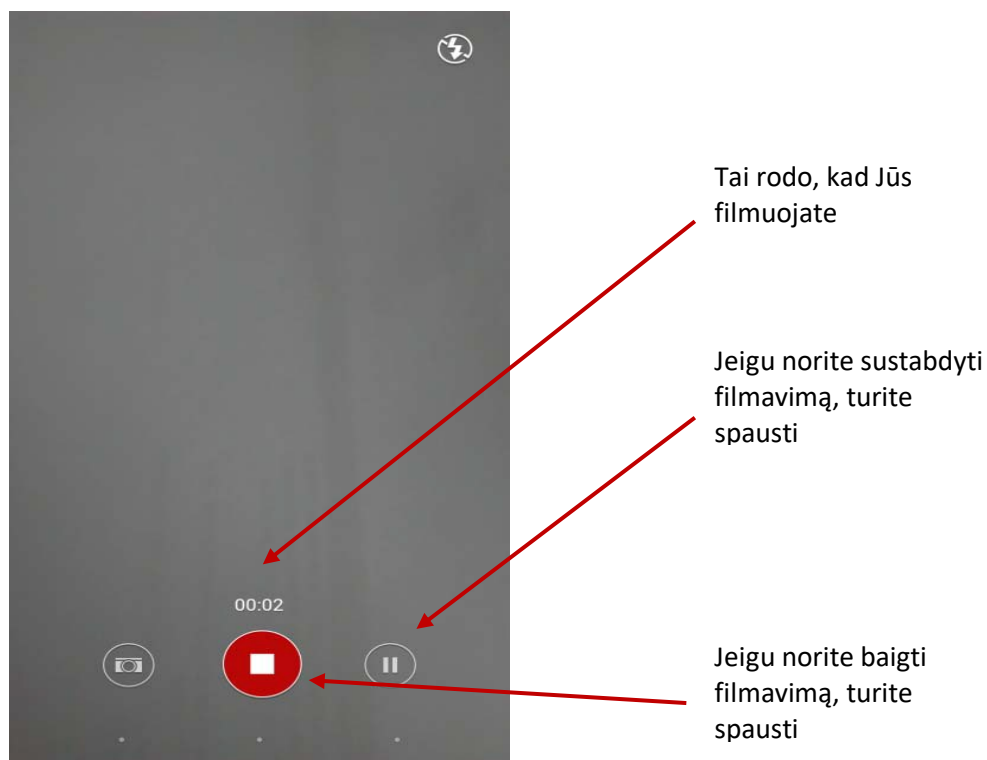 Tai rodo, kad Jūs
filmuojate
Jeigu norite sustabdyti
filmavimą, turite
spausti
00:02
Jeigu norite baigti
filmavimą, turite
spausti